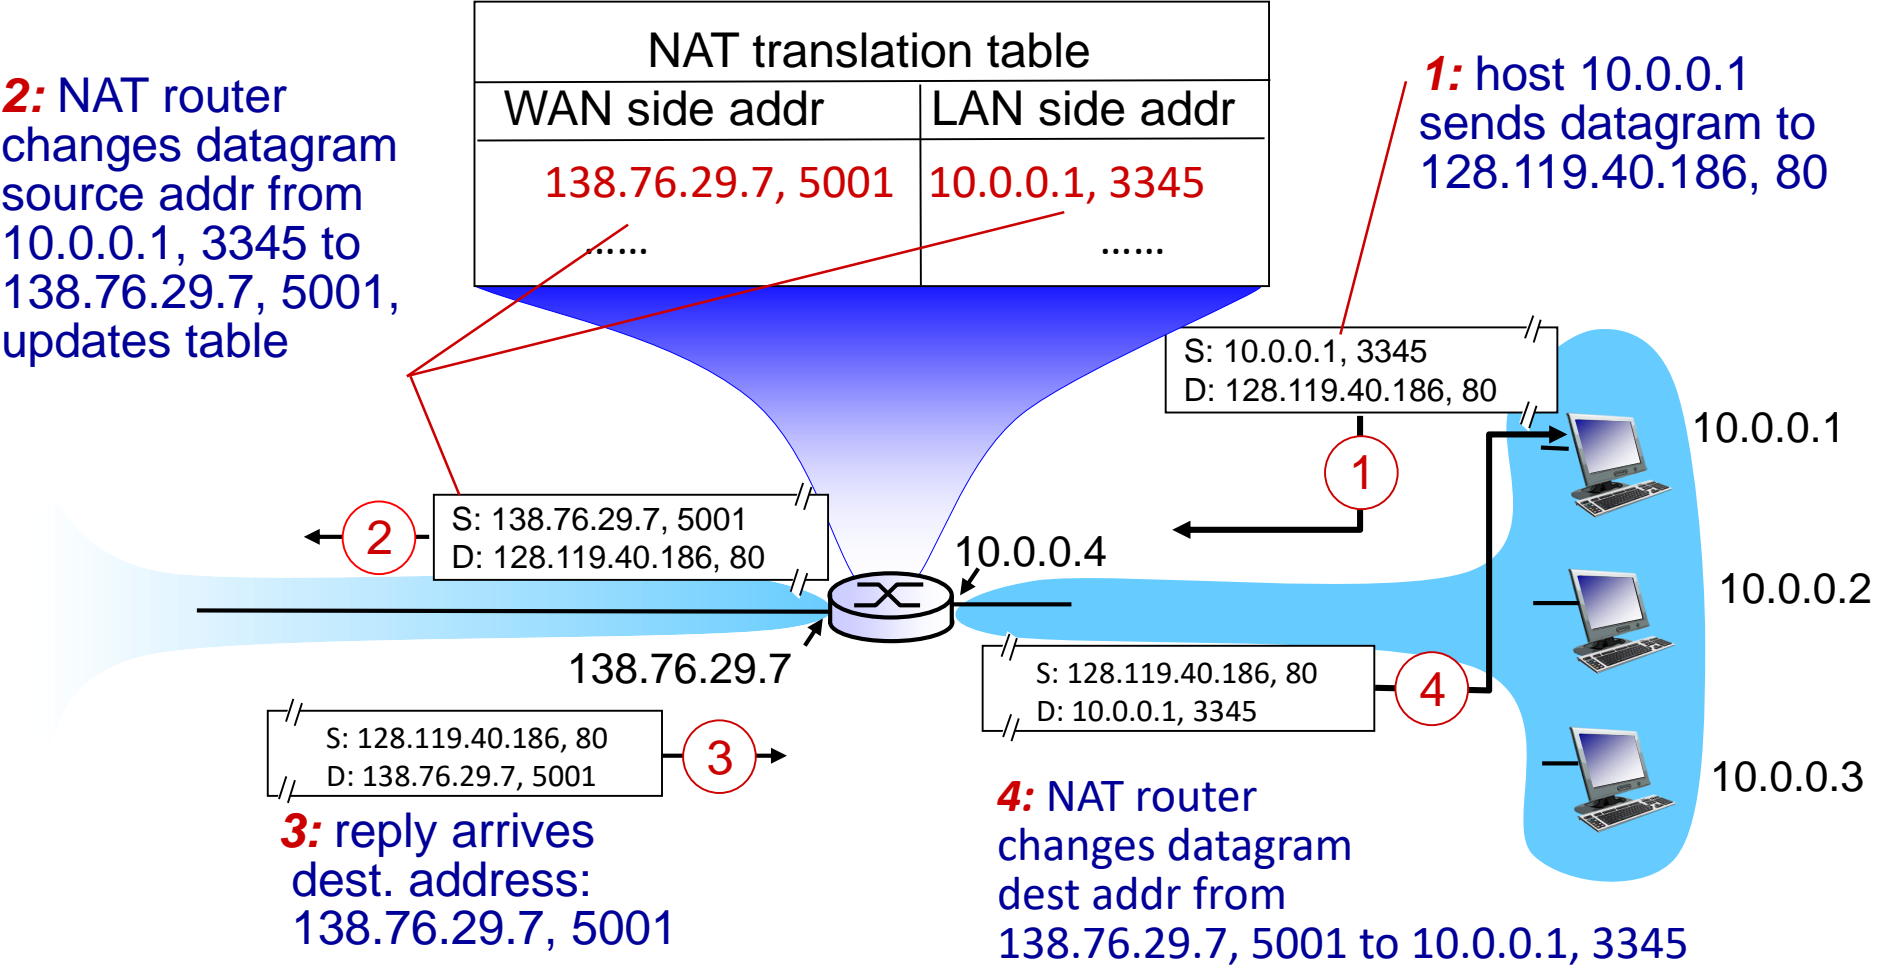 NAT translation table
WAN side addr LAN side addr
138.76.29.7, 5001 10.0.0.1, 3345
...... ......
2: NAT router
changes datagram
source addr from
10.0.0.1, 3345 to
138.76.29.7, 5001,
updates table
1: host 10.0.0.1
sends datagram to
128.119.40.186, 80
S: 10.0.0.1, 3345
D: 128.119.40.186, 80
1
10.0.0.1
S: 138.76.29.7, 5001
D: 128.119.40.186, 80
2
10.0.0.4
10.0.0.2
138.76.29.7
S: 128.119.40.186, 80
D: 10.0.0.1, 3345
4
S: 128.119.40.186, 80
D: 138.76.29.7, 5001
3
10.0.0.3
3: reply arrives
dest. address:
138.76.29.7, 5001
4: NAT router
changes datagram
dest addr from
138.76.29.7, 5001 to 10.0.0.1, 3345